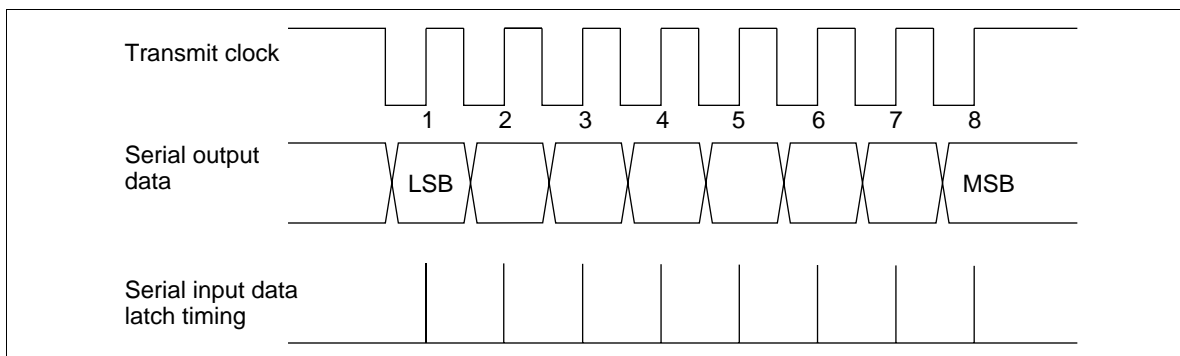 Transmit clock
1 2 3 4 5 6 7 8
Serial output
data
LSB MSB
Serial input data
latch timing